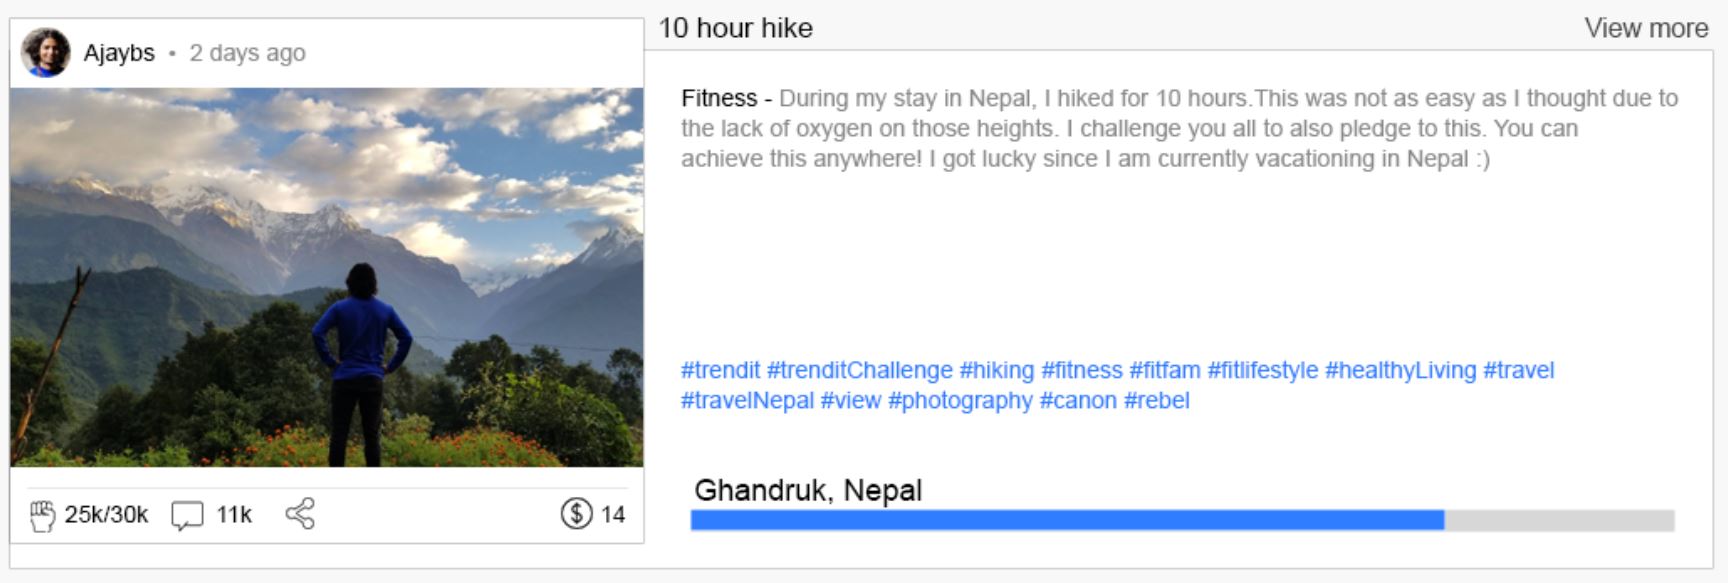 Ajaybs • 2 days ago
10 hour hike
View more
Fitness - During my stay in Nepal, I hiked for 10 hours.This was not as easy as I thought due to
the lack of oxygen on those heights. I challenge you all to also pledge to this. You can
achieve this anywhere! I got lucky since I am currently vacationing in Nepal :)
#trendit #trenditChallenge #hiking #fitness #fitfam #fitlifestyle #healthyLiving #travel
#travelNepal #view #photography #canon #rebel
Ghandruk, Nepal
25k/30k 11k $ 14